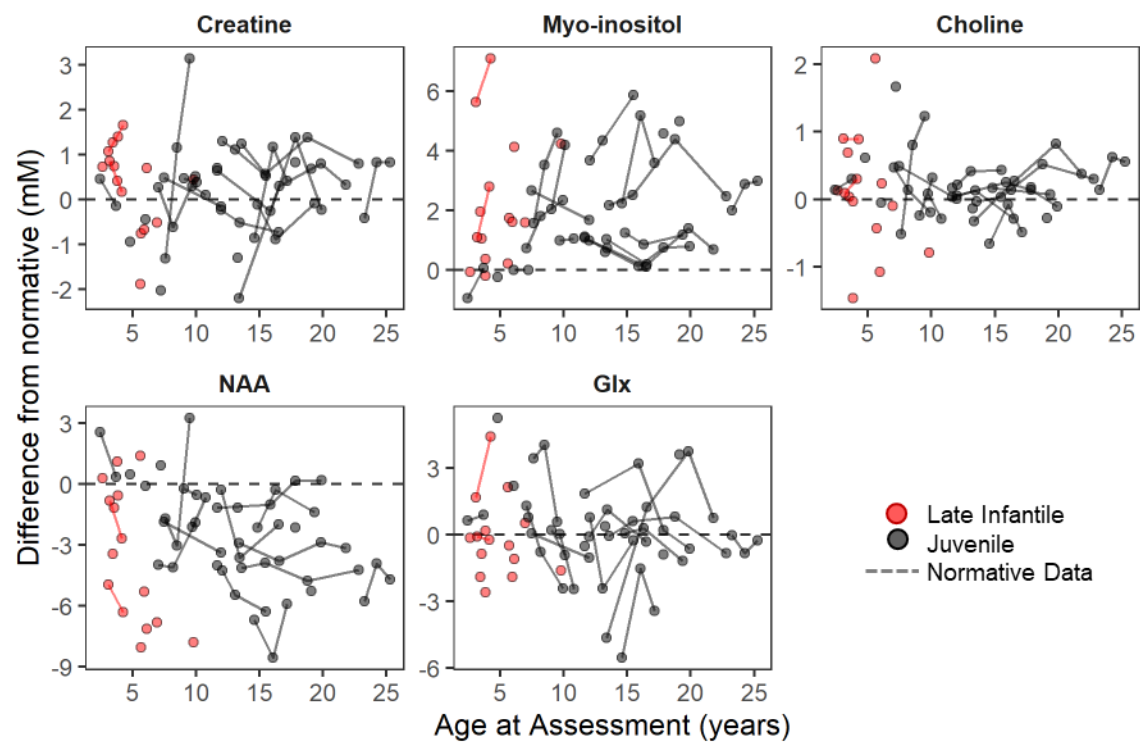 Creatine
Myo-inositol
Choline
3
2
1
0
-1
-2
6
4
2
0
2
1
0
-1
5 10 15 20 25
5 10 15 20 25
5 10 15 20 25
NAA
Glx
3
0
-3
-6
-9
3
0
-3
-6
5 10 15 20 25
5 10 15 20 25
Difference from normative (mM)
Age at Assessment (years)
Late Infantile
Juvenile
Normative Data